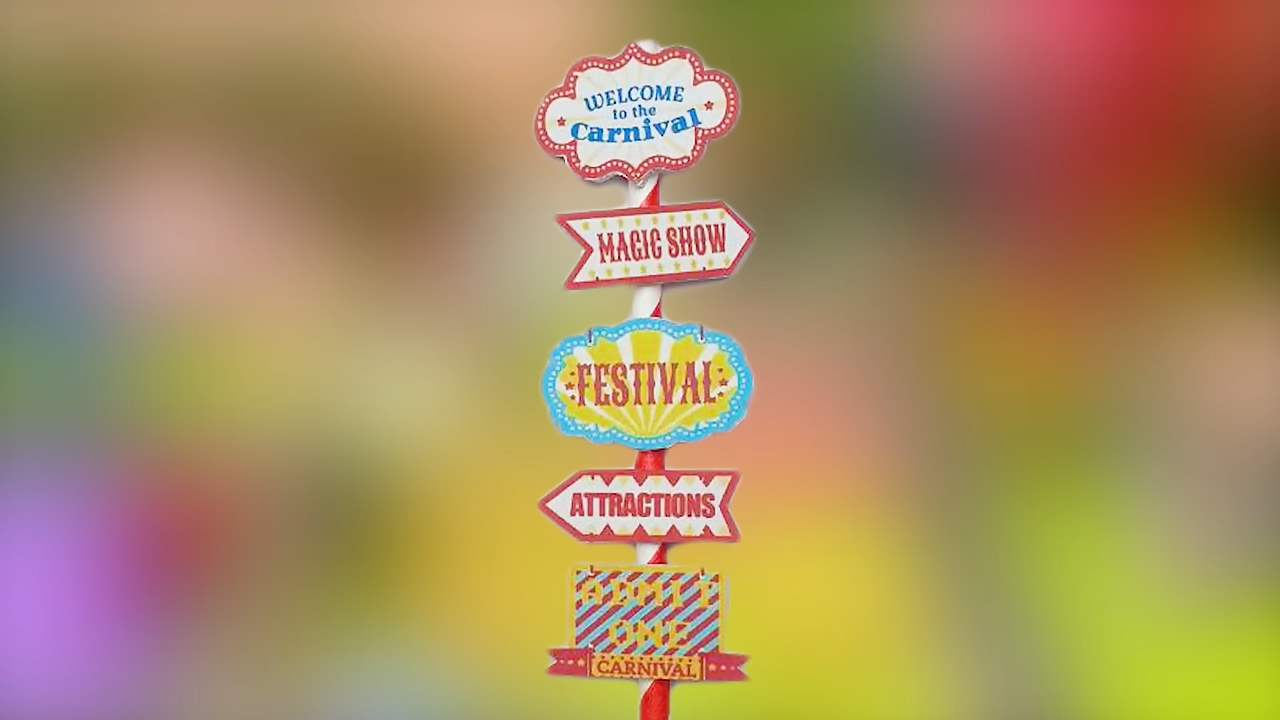 WELCOME
to the
Carnival
MAGIC SHOW
FESTIVAL
ATTRACTIONS
ADMIT
ONE
CARNIVAL